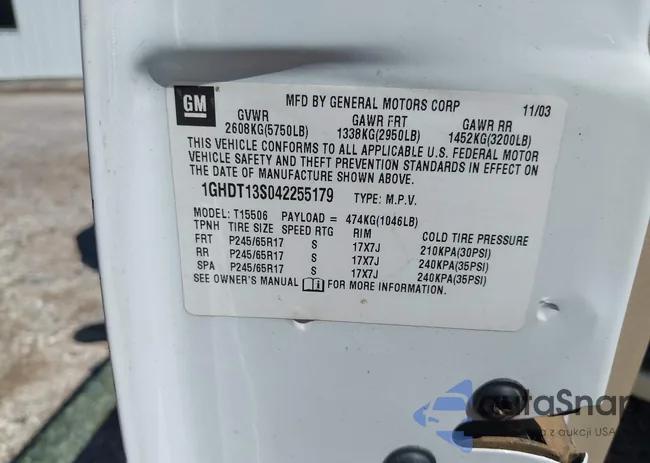 GM
MFD BY GENERAL MOTORS CORP 11/03
GVWR GAWR FRT GAWR RR
2608KG(5750LB) 1338KG(2950LB) 1452KG(3200LB)
THIS VEHICLE CONFORMS TO ALL APPLICABLE U.S. FEDERAL MOTOR
VEHICLE SAFETY AND THEFT PREVENTION STANDARDS IN EFFECT ON
THE DATE OF MANUFACTURE SHOWN ABOVE.
1GHDT13S042255179 TYPE: M.P.V.
MODEL: T15506 PAYLOAD = 474KG(1046LB)
TPNH TIRE SIZE SPEED RTG RIM COLD TIRE PRESSURE
FRT P245/65R17 S 17X7J 210KPA(30PSI)
RR P245/65R17 S 17X7J 240KPA(35PSI)
SPA P245/65R17 S 17X7J 240KPA(35PSI)
SEE OWNER'S MANUAL FOR MORE INFORMATION.
autaSnap
a z aukcji USA